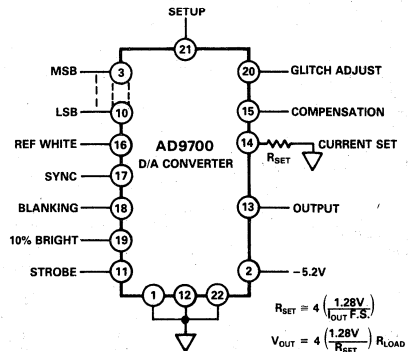 SETUP
21
MSB 3
20 GLITCH ADJUST
LSB 10
15 COMPENSATION
REF WHITE 16
AD9700
D/A CONVERTER
14 R_SET CURRENT SET
SYNC 17
BLANKING 18
13 OUTPUT
10% BRIGHT 19
STROBE 11
2 −5.2V
1 12 22
R_SET ≅ 4 (1.28V / I_OUT F.S.)
V_OUT = 4 (1.28V / R_SET) R_LOAD